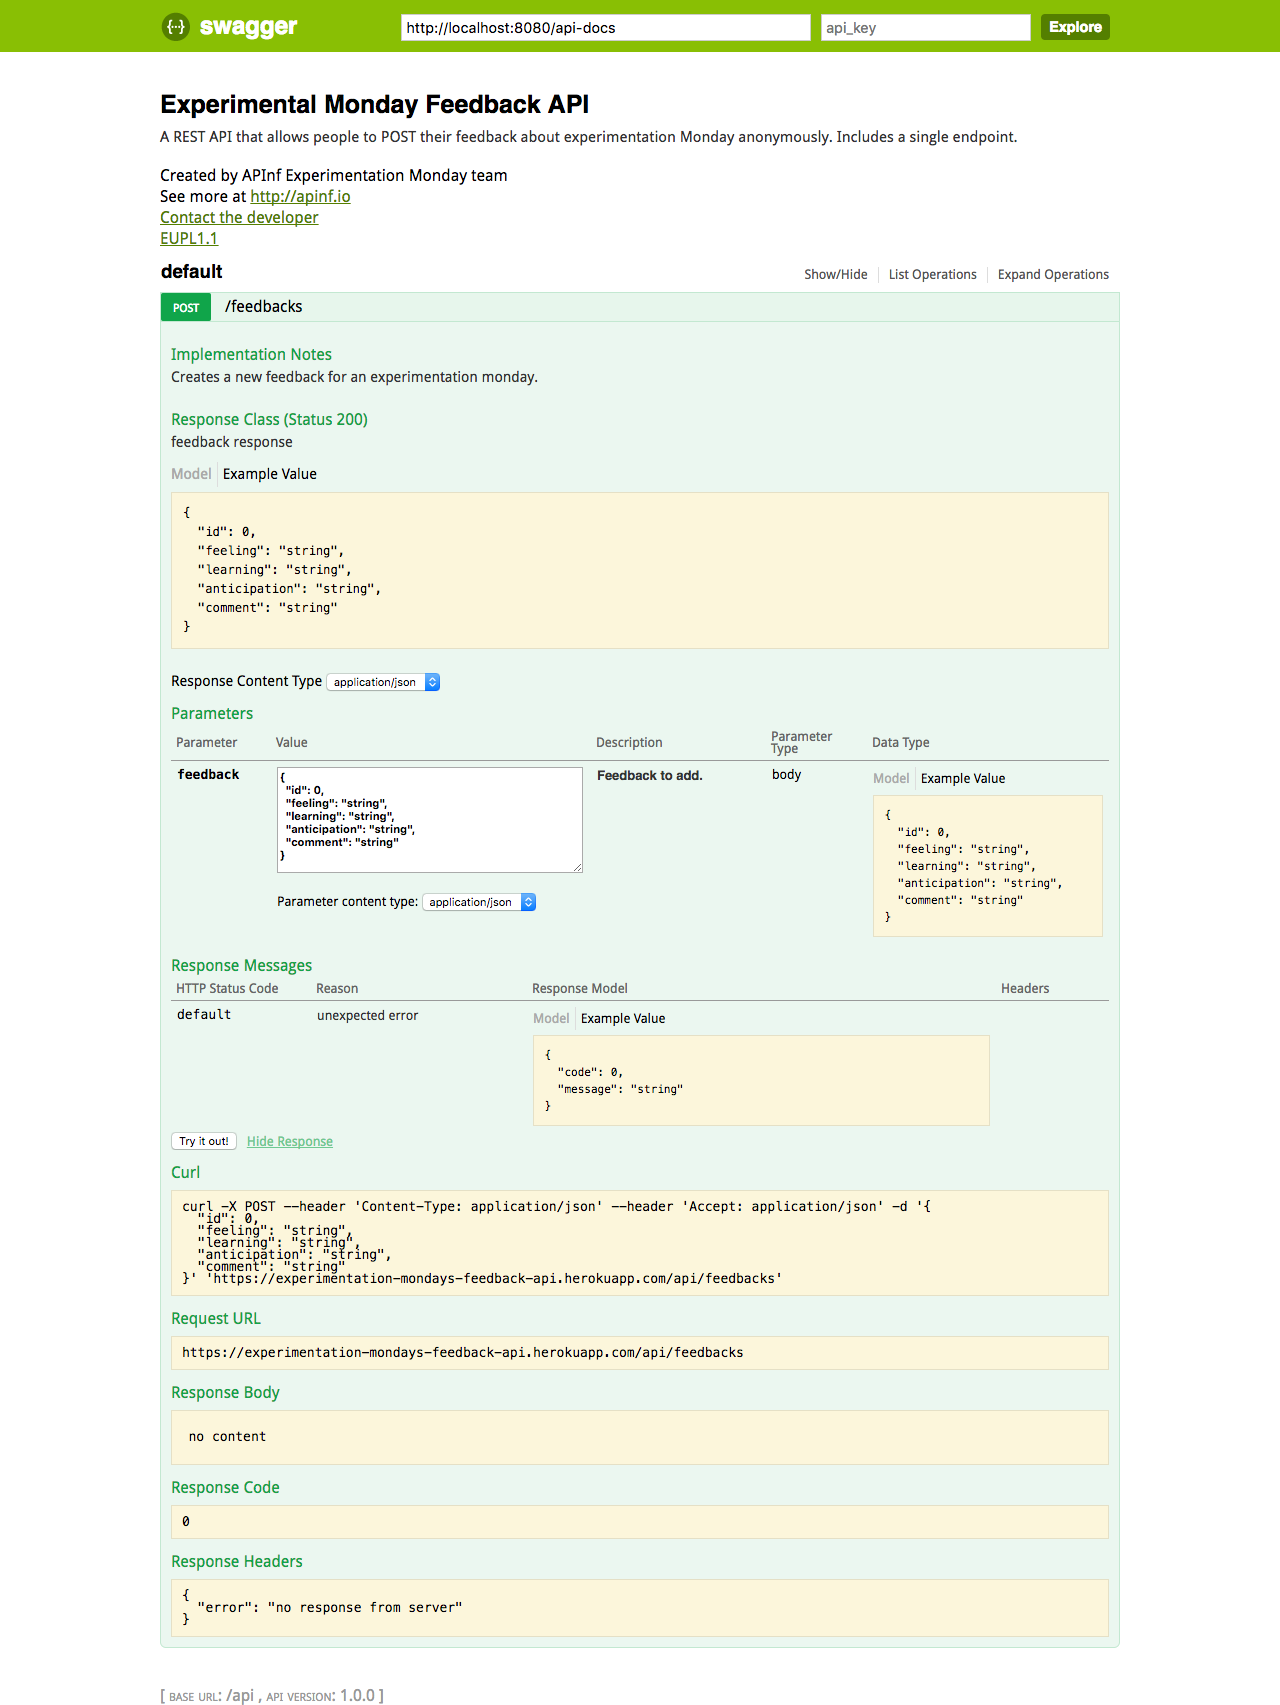 {···} swagger http://localhost:8080/api-docs api_key Explore
Experimental Monday Feedback API
A REST API that allows people to POST their feedback about experimentation Monday anonymously. Includes a single endpoint.
Created by APInf Experimentation Monday team
See more at http://apinf.io
Contact the developer
EUPL1.1
default Show/Hide List Operations Expand Operations
POST /feedbacks
Implementation Notes
Creates a new feedback for an experimentation monday.
Response Class (Status 200)
feedback response
Model Example Value
{
  "id": 0,
  "feeling": "string",
  "learning": "string",
  "anticipation": "string",
  "comment": "string"
}
Response Content Type application/json
Parameters
Parameter Value Description Parameter Type Data Type
feedback
{
  "id": 0,
  "feeling": "string",
  "learning": "string",
  "anticipation": "string",
  "comment": "string"
}
Parameter content type: application/json
Feedback to add.
body
Model Example Value
{
  "id": 0,
  "feeling": "string",
  "learning": "string",
  "anticipation": "string",
  "comment": "string"
}
Response Messages
HTTP Status Code Reason Response Model Headers
default unexpected error Model Example Value
{
  "code": 0,
  "message": "string"
}
Try it out! Hide Response
Curl
curl -X POST --header 'Content-Type: application/json' --header 'Accept: application/json' -d '{
  "id": 0,
  "feeling": "string",
  "learning": "string",
  "anticipation": "string",
  "comment": "string"
}' 'https://experimentation-mondays-feedback-api.herokuapp.com/api/feedbacks'
Request URL
https://experimentation-mondays-feedback-api.herokuapp.com/api/feedbacks
Response Body
no content
Response Code
0
Response Headers
{
  "error": "no response from server"
}
[ BASE URL: /api , API VERSION: 1.0.0 ]